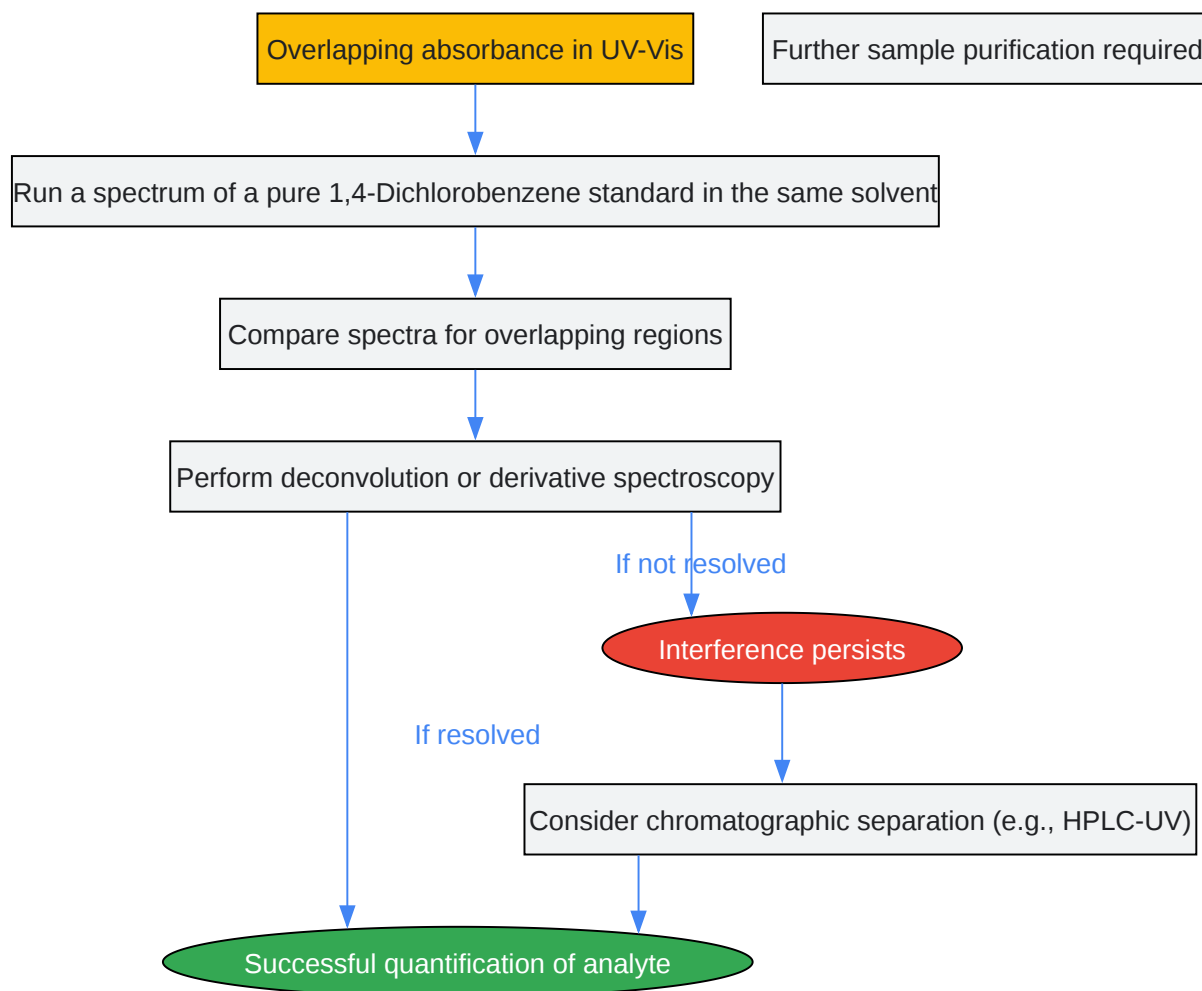 Overlapping absorbance in UV-Vis
Further sample purification required
Run a spectrum of a pure 1,4-Dichlorobenzene standard in the same solvent
Compare spectra for overlapping regions
Perform deconvolution or derivative spectroscopy
If not resolved
Interference persists
If resolved
Consider chromatographic separation (e.g., HPLC-UV)
Successful quantification of analyte